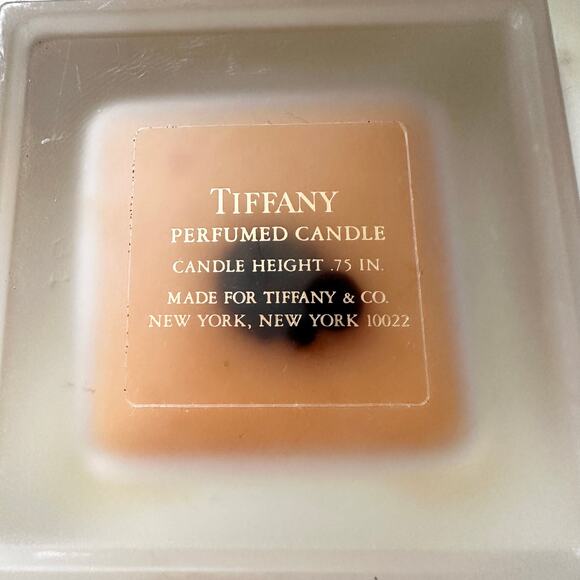 TIFFANY
PERFUMED CANDLE
CANDLE HEIGHT .75 IN.
MADE FOR TIFFANY & CO.
NEW YORK, NEW YORK 10022